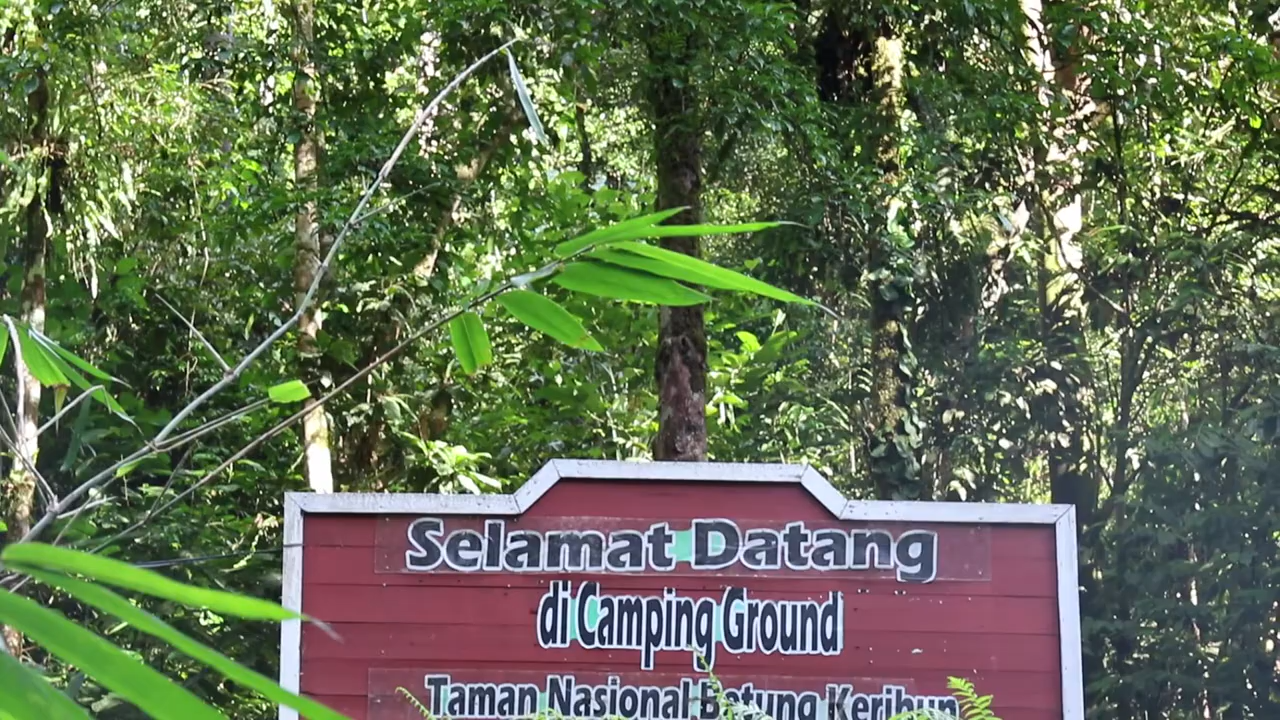 Selamat Datang
di Camping Ground
Taman Nasional Betung Kerihun